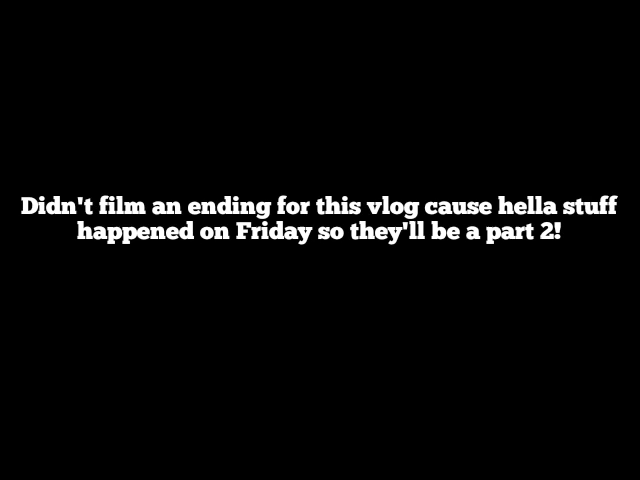 Didn't film an ending for this vlog cause hella stuff
happened on Friday so they'll be a part 2!